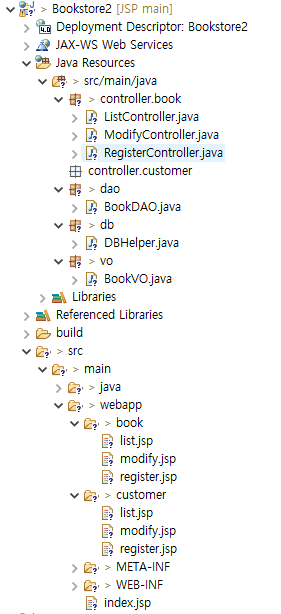 > Bookstore2 [JSP main]
Deployment Descriptor: Bookstore2
JAX-WS Web Services
Java Resources
> src/main/java
> controller.book
ListController.java
ModifyController.java
RegisterController.java
controller.customer
> dao
BookDAO.java
> db
DBHelper.java
> vo
BookVO.java
Libraries
Referenced Libraries
> build
> src
> main
> java
> webapp
> book
list.jsp
modify.jsp
register.jsp
> customer
list.jsp
modify.jsp
register.jsp
> META-INF
> WEB-INF
index.jsp